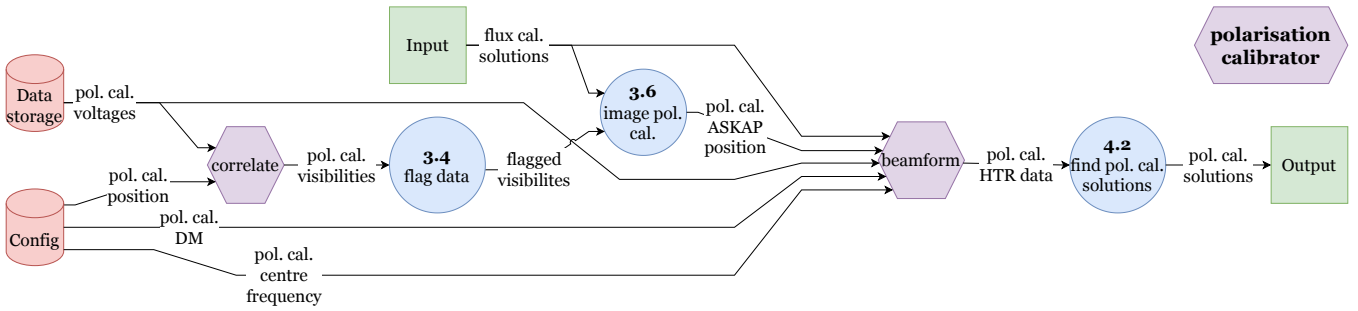 Input
flux cal.
solutions
polarisation
calibrator
Data
storage
pol. cal.
voltages
3.6
image pol.
cal.
pol. cal.
ASKAP
position
correlate
pol. cal.
visibilities
3.4
flag data
flagged
visibilites
beamform
pol. cal.
HTR data
4.2
find pol. cal.
solutions
pol. cal.
solutions
Output
pol. cal.
position
Config
pol. cal.
DM
pol. cal.
centre
frequency